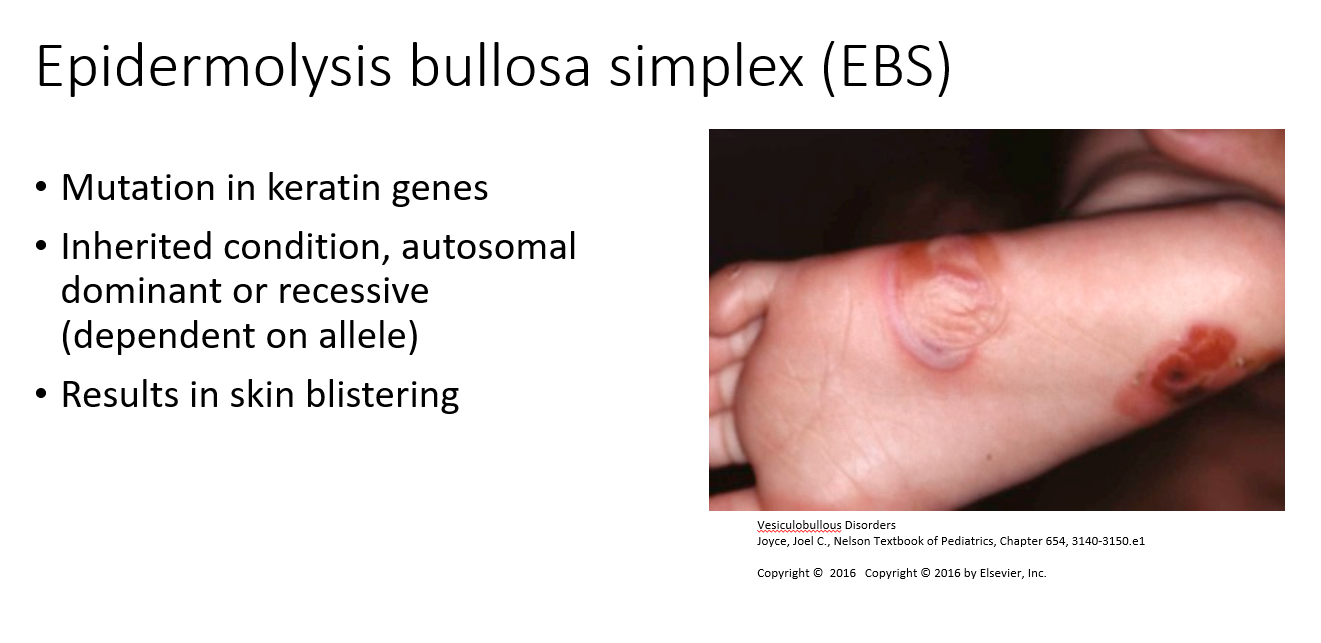 Epidermolysis bullosa simplex (EBS)
• Mutation in keratin genes
• Inherited condition, autosomal
dominant or recessive
(dependent on allele)
• Results in skin blistering
Vesiculobullous Disorders
Joyce, Joel C., Nelson Textbook of Pediatrics, Chapter 654, 3140-3150.e1
Copyright © 2016 Copyright © 2016 by Elsevier, Inc.